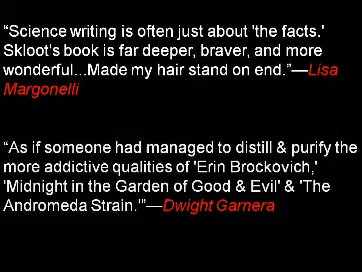 “Science writing is often just about 'the facts.'
Skloot's book is far deeper, braver, and more
wonderful...Made my hair stand on end.”—Lisa
Margonelli
“As if someone had managed to distill & purify the
more addictive qualities of 'Erin Brockovich,'
'Midnight in the Garden of Good & Evil' & 'The
Andromeda Strain.'”—Dwight Garnera